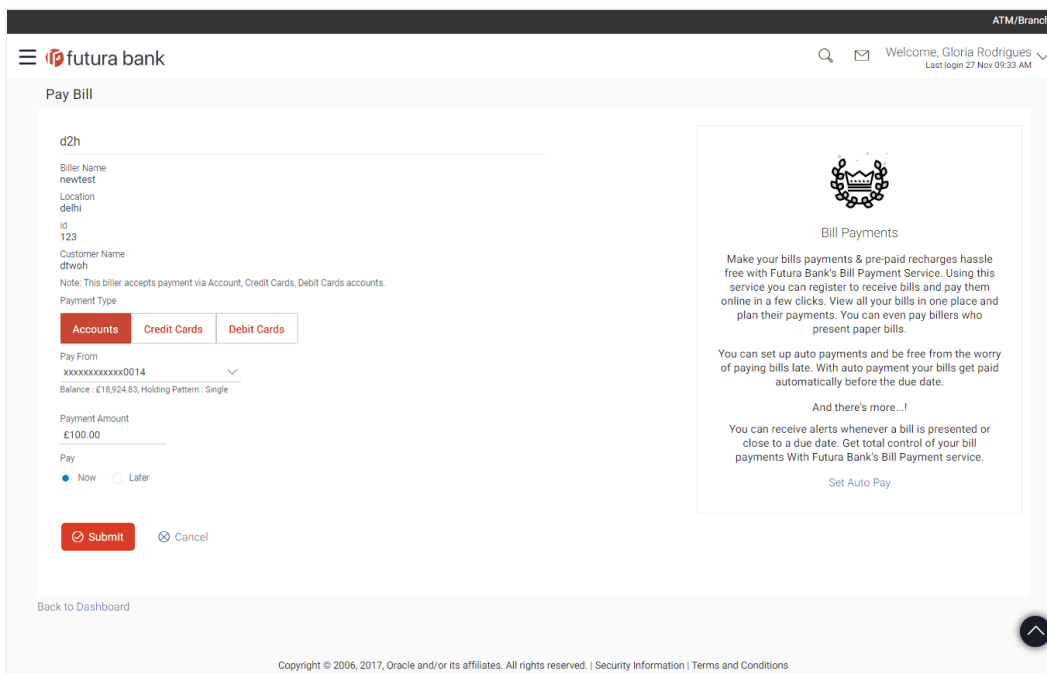 ATM/Branch
futura bank
Welcome, Gloria Rodrigues
Last login 27 Nov 09:33 AM
Pay Bill
d2h
Biller Name
newtest
Location
delhi
id
123
Customer Name
dtwoh
Note: This biller accepts payment via Account, Credit Cards, Debit Cards accounts.
Payment Type
Accounts Credit Cards Debit Cards
Pay From
xxxxxxxxxxxx0014
Balance : £18,924.83, Holding Pattern : Single
Payment Amount
£100.00
Pay
Now Later
Submit Cancel
Bill Payments
Make your bills payments & pre-paid recharges hassle
free with Futura Bank's Bill Payment Service. Using this
service you can register to receive bills and pay them
online in a few clicks. View all your bills in one place and
plan their payments. You can even pay billers who
present paper bills.
You can set up auto payments and be free from the worry
of paying bills late. With auto payment your bills get paid
automatically before the due date.
And there's more...!
You can receive alerts whenever a bill is presented or
close to a due date. Get total control of your bill
payments With Futura Bank's Bill Payment service.
Set Auto Pay
Back to Dashboard
Copyright © 2006, 2017, Oracle and/or its affiliates. All rights reserved. | Security Information | Terms and Conditions